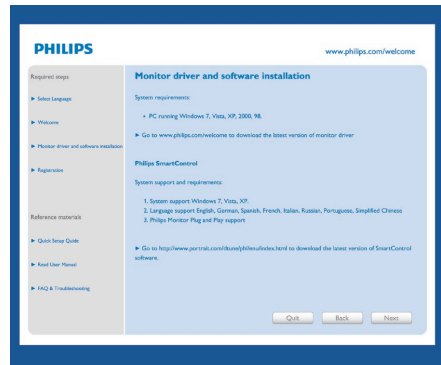 PHILIPS
www.philips.com/welcome
Required steps
► Select Language
► Welcome
► Monitor driver and software installation
► Registration
Reference materials
► Quick Setup Guide
► Read User Manual
► FAQ & Troubleshooting
Monitor driver and software installation
System requirements:
• PC running Windows 7, Vista, XP, 2000, 98.
► Go to www.philips.com/welcome to download the latest version of monitor driver
Philips SmartControl
System support and requirements:
1. System support Windows 7, Vista, XP.
2. Language support English, German, Spanish, French, Italian, Russian, Portuguese, Simplified Chinese
3. Philips Monitor Plug and Play support
► Go to http://www.portrait.com/dtune/phl/enu/index.html to download the latest version of SmartControl
software.
Quit
Back
Next